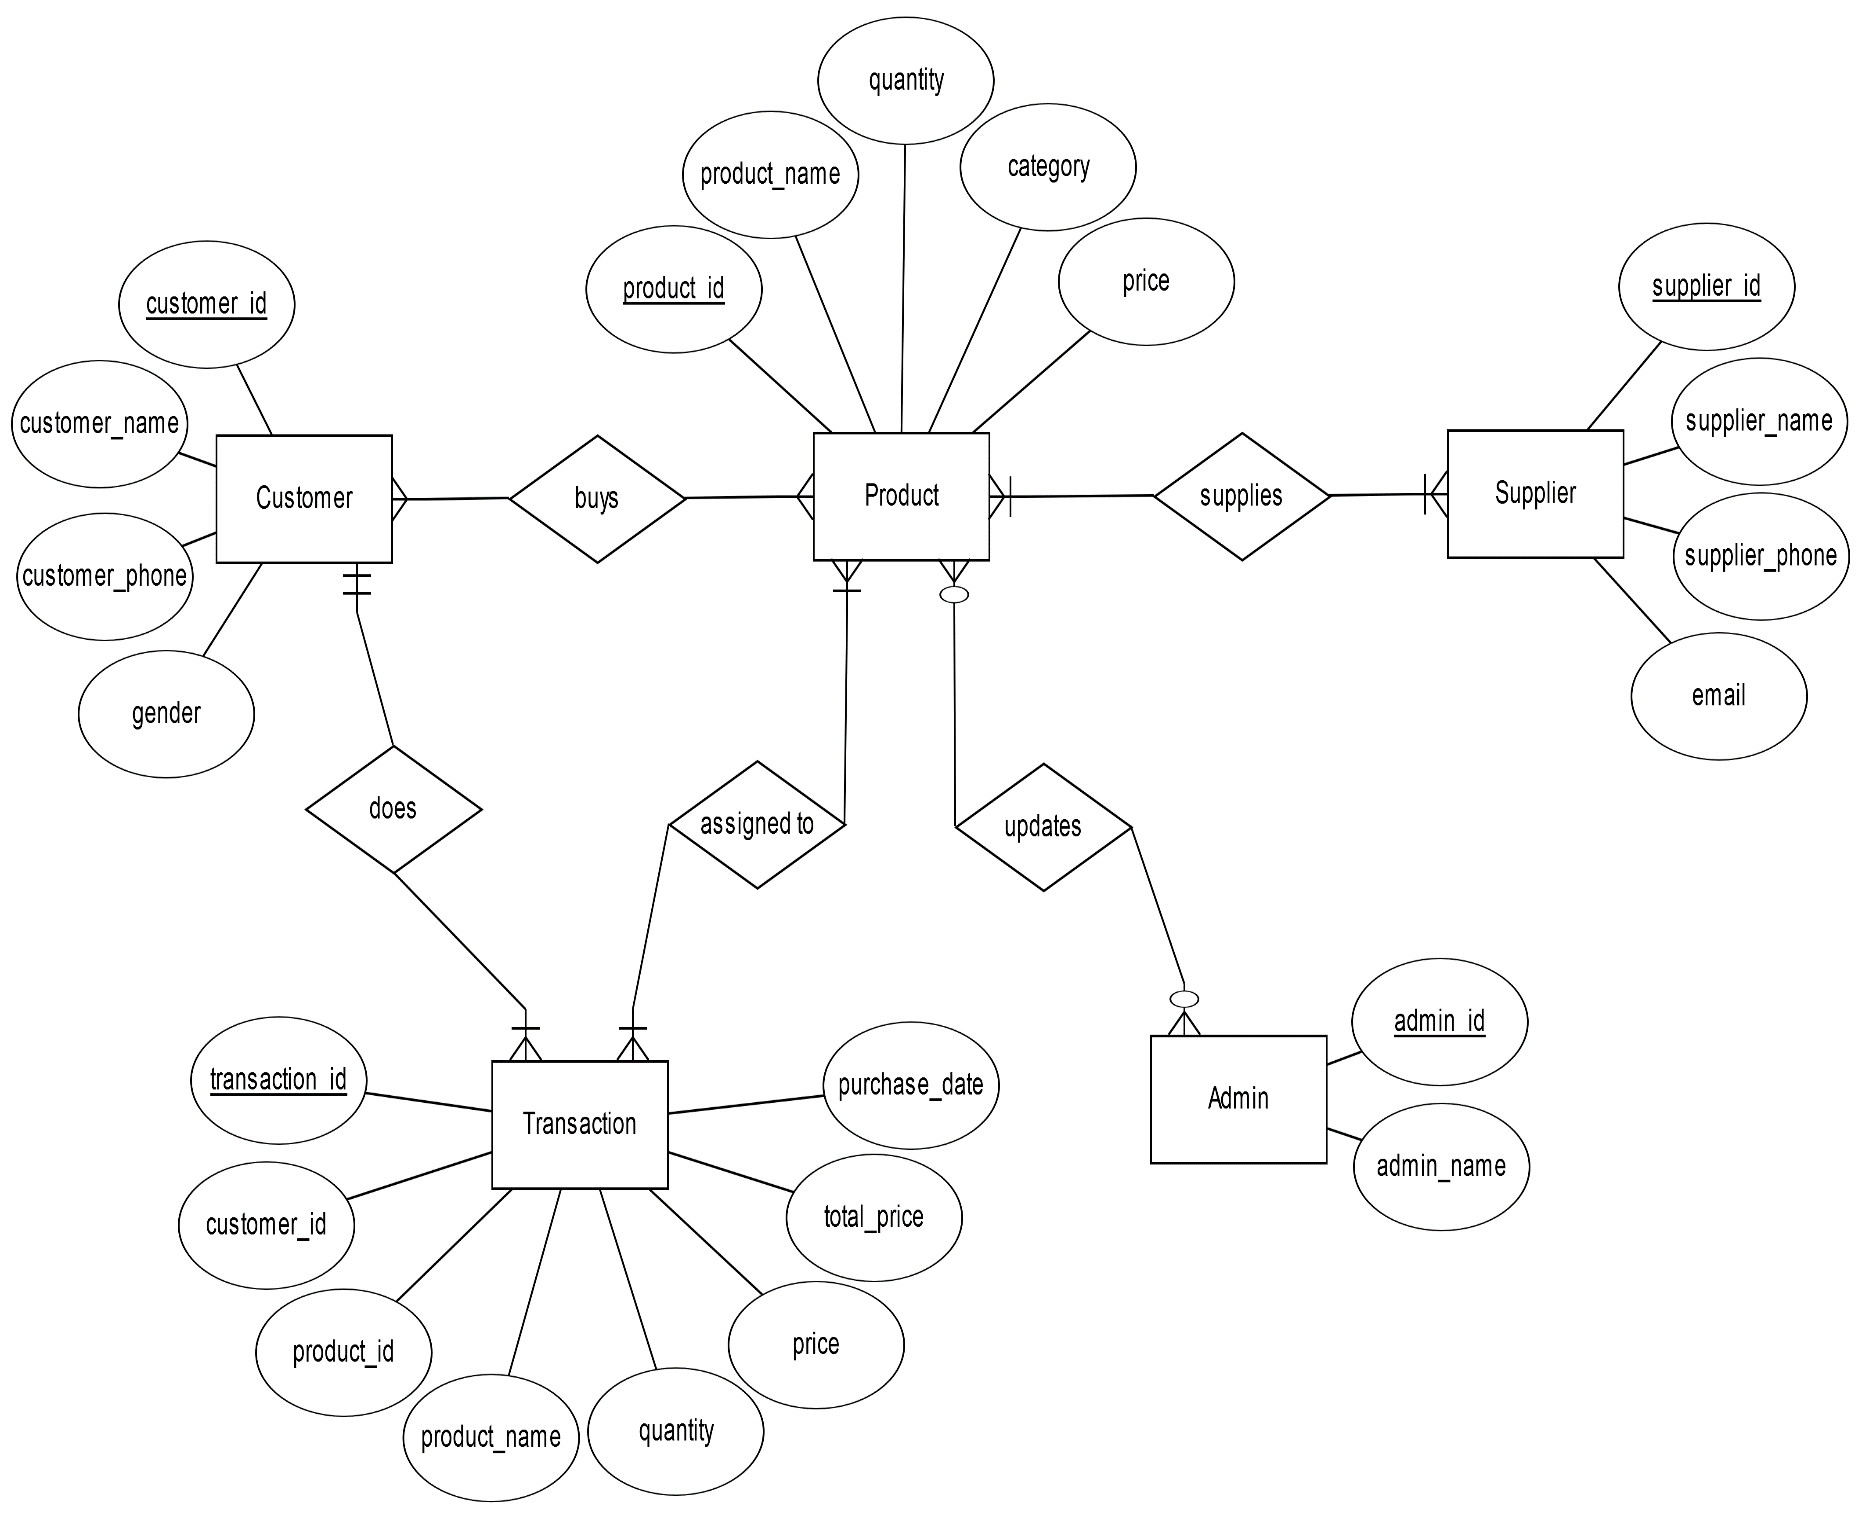 quantity
product_name
category
product_id
price
customer_id
supplier_id
customer_name
supplier_name
Customer
buys
Product
supplies
Supplier
customer_phone
supplier_phone
gender
email
does
assigned to
updates
transaction_id
purchase_date
admin_id
Transaction
Admin
admin_name
customer_id
total_price
product_id
price
product_name
quantity